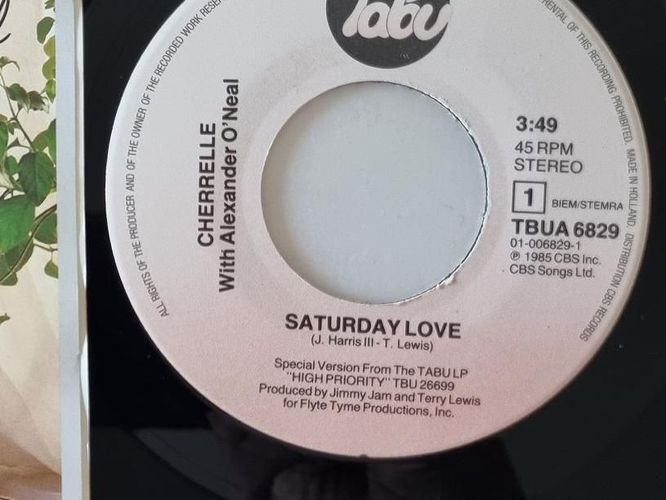 Tabu
ALL RIGHTS OF THE PRODUCER AND OF THE OWNER OF THE RECORDED WORK
RENTAL OF THIS RECORDING PROHIBITED. MADE IN HOLLAND. DISTRIBUTION CBS RECORDS
CHERRELLE
With Alexander O'Neal
3:49
45 RPM
STEREO
1 BIEM/STEMRA
TBUA 6829
01-006829-1
℗ 1985 CBS Inc.
CBS Songs Ltd.
SATURDAY LOVE
(J. Harris III - T. Lewis)
Special Version From The TABU LP
"HIGH PRIORITY" TBU 26699
Produced by Jimmy Jam and Terry Lewis
for Flyte Tyme Productions, Inc.